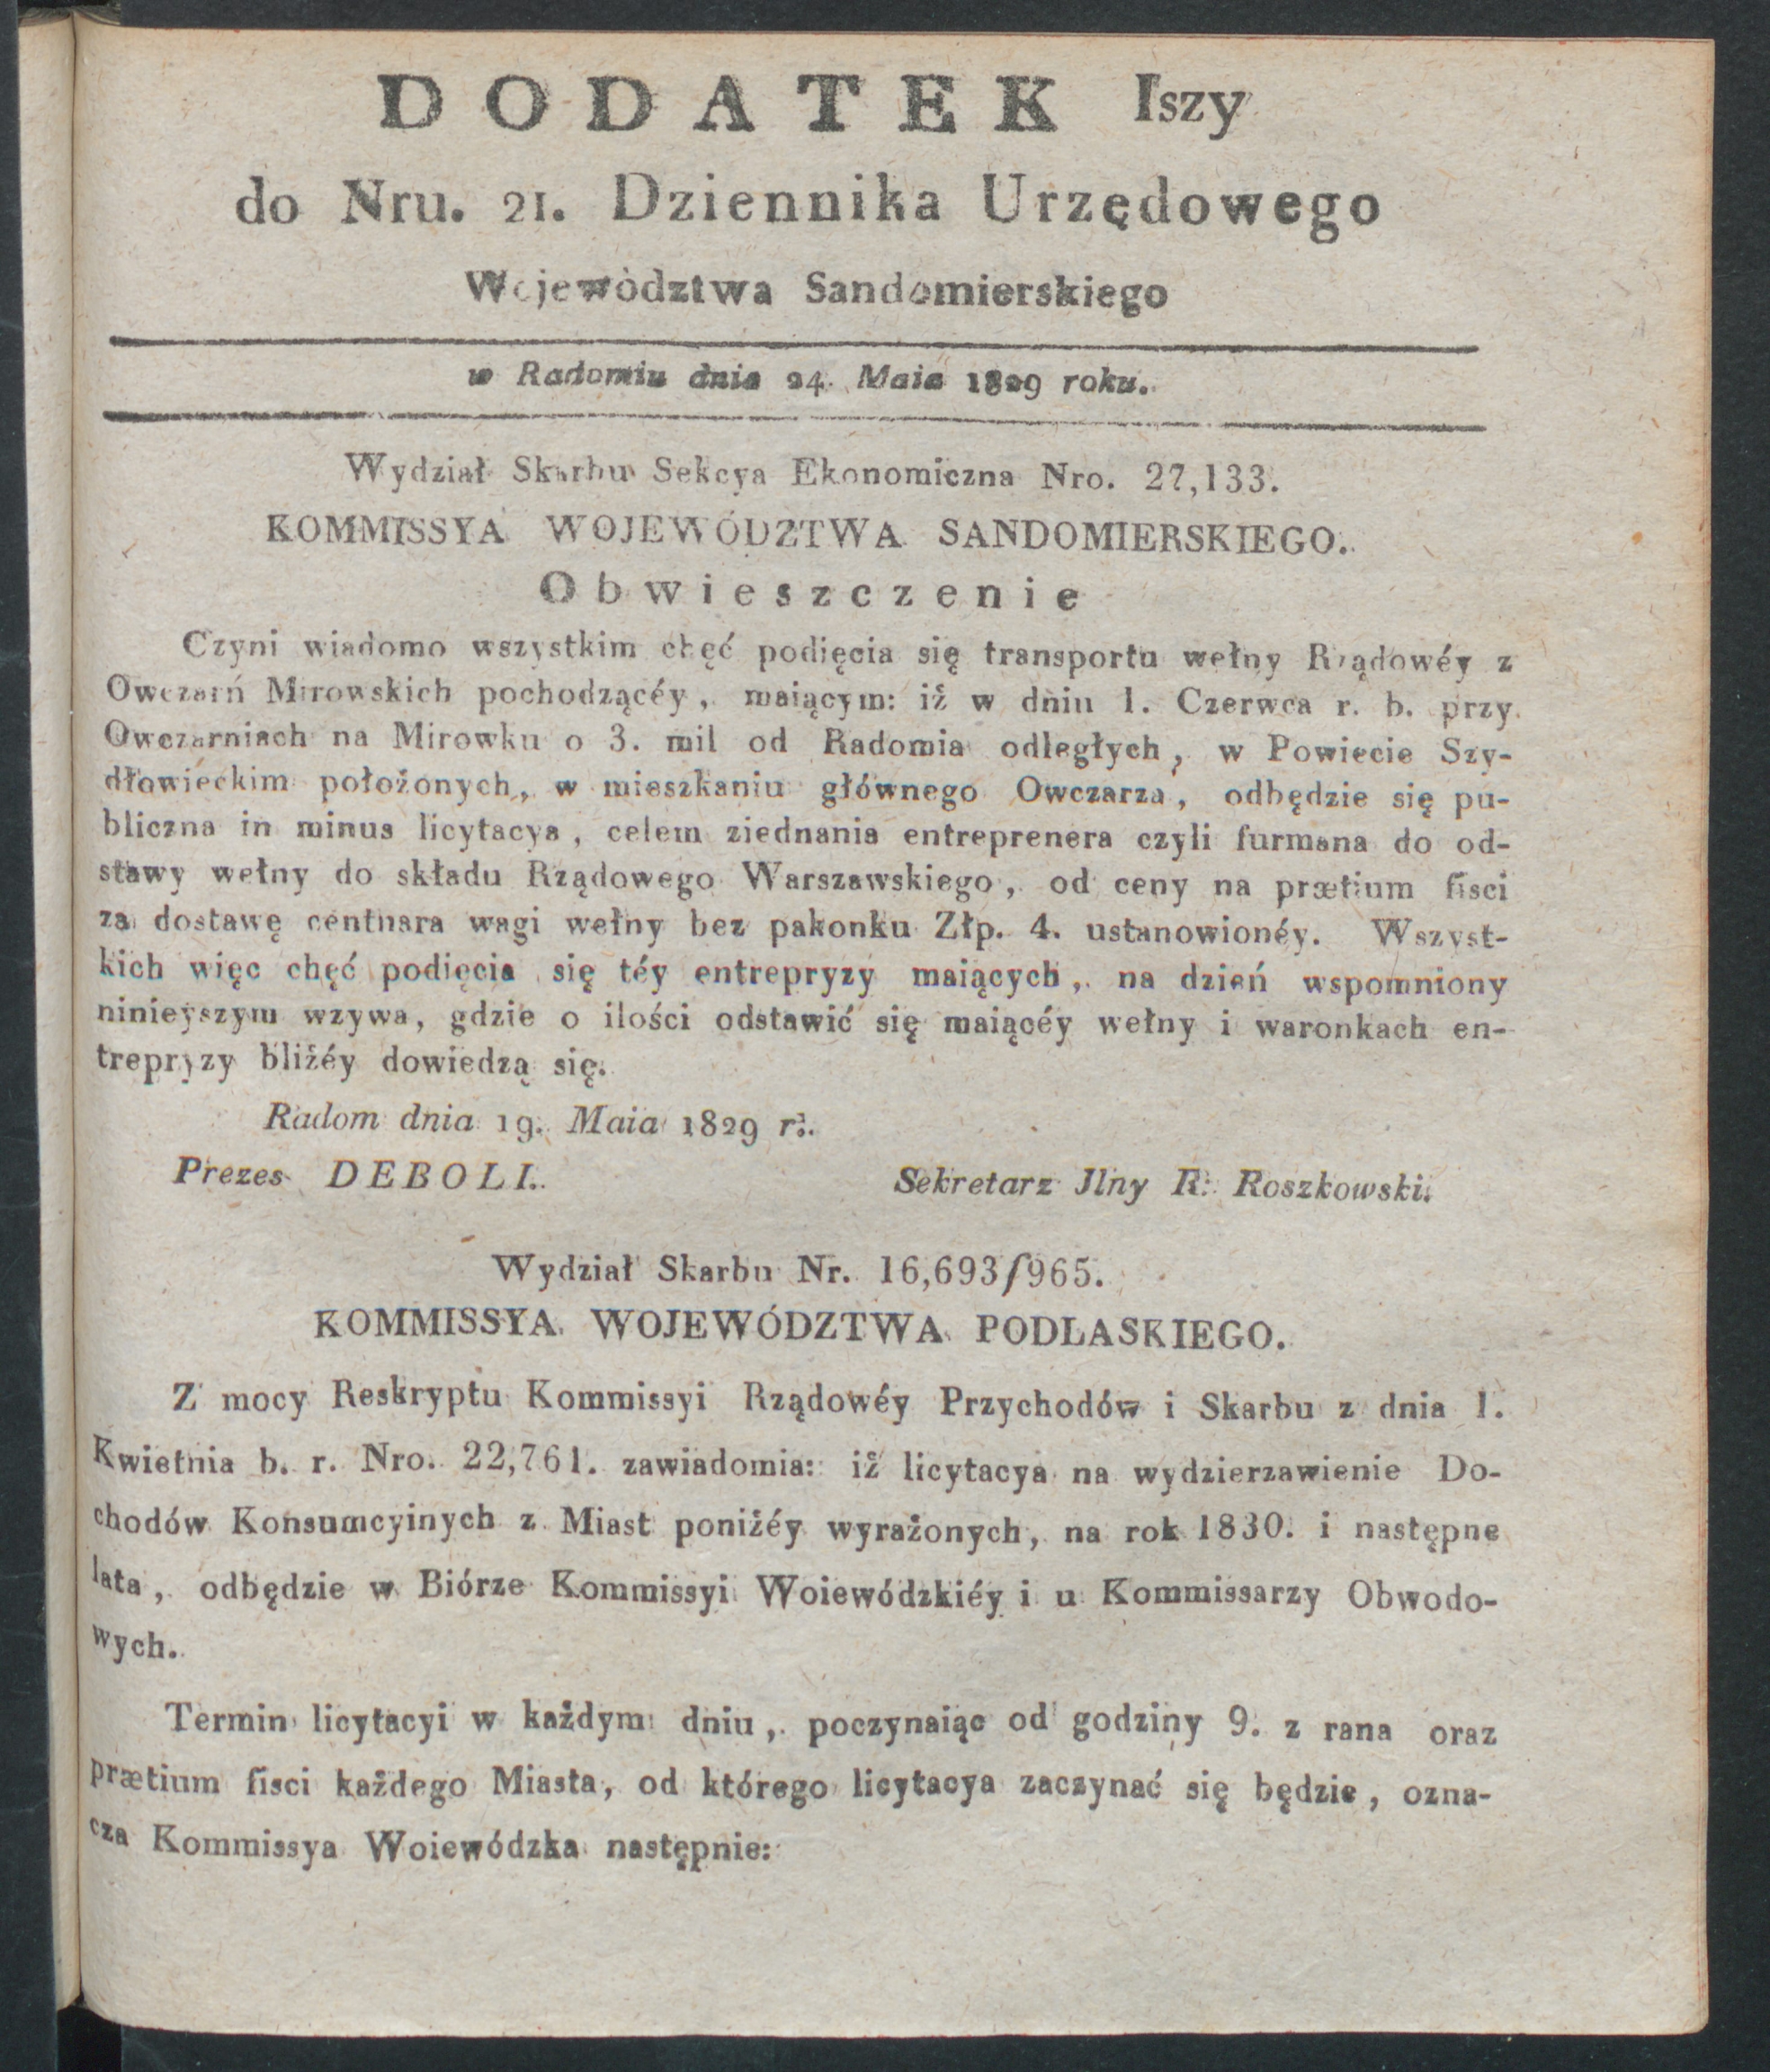 DODATEK Iszy
do Nru. 21. Dziennika Urzędowego
Województwa Sandomierskiego
w Radomiu dnia 24. Maia 1829 roku.
Wydział Skarbu Sekcya Ekonomiczna Nro. 27,133.
KOMMISSYA WOJEWÓDZTWA SANDOMIERSKIEGO.
Obwieszczenie
Czyni wiadomo wszystkim chęć podięcia się transportu wełny Rządowéy z
Owczarń Mirowskich pochodzącéy, maiącym: iż w dniu 1. Czerwca r. b. przy
Owczarniach na Mirowku o 3. mil od Radomia odległych, w Powiecie Szy-
dłowieckim położonych, w mieszkaniu głównego Owczarza, odbędzie się pu-
bliczna in minus licytacya, celem ziednania entreprenera czyli furmana do od-
stawy wełny do składu Rządowego Warszawskiego, od ceny na prætium fisci
za dostawę centnara wagi wełny bez pakonku Złp. 4. ustanowionéy. Wszyst-
kich więc chęć podięcia się téy entrepryzy maiących, na dzień wspomniony
ninieyszym wzywa, gdzie o ilości odstawić się maiącéy wełny i waronkach en-
trepryzy bliżéy dowiedzą się.
Radom dnia 19. Maia 1829 r:.
Prezes DEBOLI. Sekretarz Jlny R: Roszkowski.
Wydział Skarbu Nr. 16,693/965.
KOMMISSYA WOJEWÓDZTWA PODLASKIEGO.
Z mocy Reskryptu Kommissyi Rządowéy Przychodów i Skarbu z dnia 1.
Kwietnia b. r. Nro. 22,761. zawiadomia: iż licytacya na wydzierzawienie Do-
chodów Konsumcyinych z Miast poniżéy wyrażonych, na rok 1830. i następne
lata, odbędzie w Biórze Kommissyi Woiewódzkiéy i u Kommissarzy Obwodo-
wych.
Termin licytacyi w każdym dniu, poczynaiąc od godziny 9. z rana oraz
prætium fisci każdego Miasta, od którego licytacya zaczynać się będzie, ozna-
cza Kommissya Woiewódzka następnie: